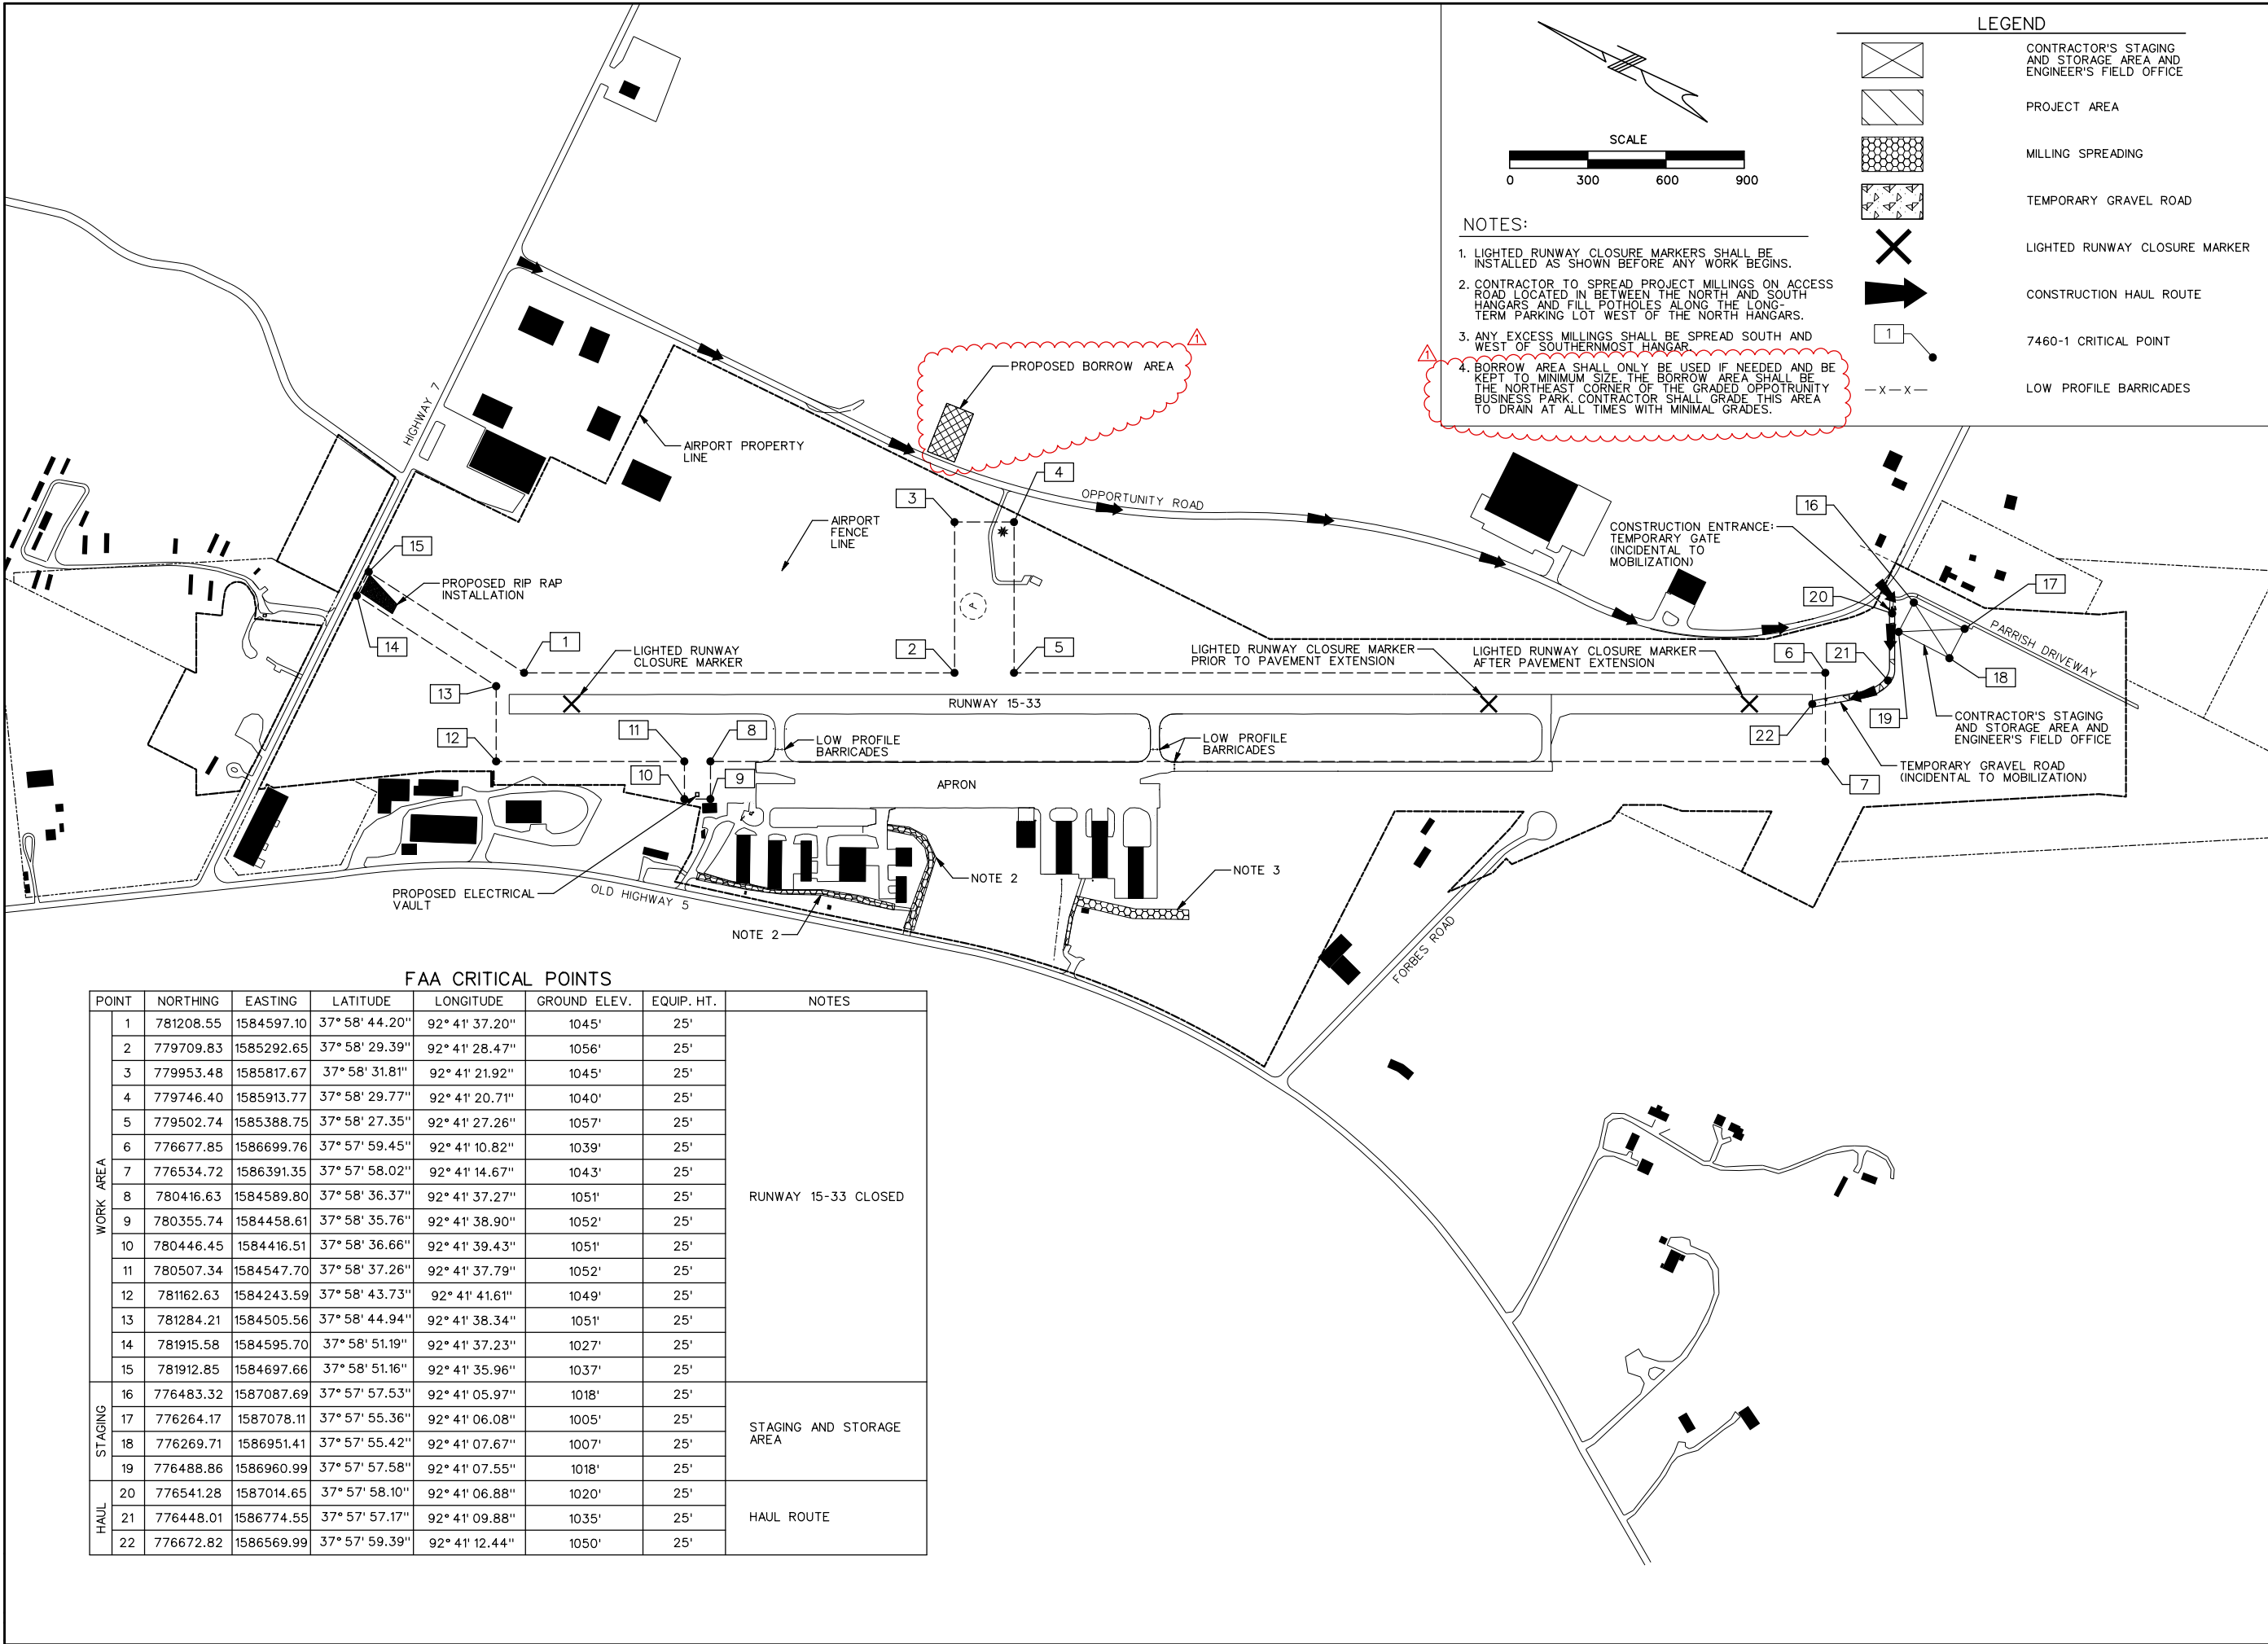 LEGEND
CONTRACTOR'S STAGING
AND STORAGE AREA AND
ENGINEER'S FIELD OFFICE
PROJECT AREA
MILLING SPREADING
TEMPORARY GRAVEL ROAD
LIGHTED RUNWAY CLOSURE MARKER
CONSTRUCTION HAUL ROUTE
1
7460-1 CRITICAL POINT
—X—X—
LOW PROFILE BARRICADES
SCALE
0 300 600 900
NOTES:
1. LIGHTED RUNWAY CLOSURE MARKERS SHALL BE
INSTALLED AS SHOWN BEFORE ANY WORK BEGINS.
2. CONTRACTOR TO SPREAD PROJECT MILLINGS ON ACCESS
ROAD LOCATED IN BETWEEN THE NORTH AND SOUTH
HANGARS AND FILL POTHOLES ALONG THE LONG-
TERM PARKING LOT WEST OF THE NORTH HANGARS.
3. ANY EXCESS MILLINGS SHALL BE SPREAD SOUTH AND
WEST OF SOUTHERNMOST HANGAR.
1
4. BORROW AREA SHALL ONLY BE USED IF NEEDED AND BE
KEPT TO MINIMUM SIZE. THE BORROW AREA SHALL BE
THE NORTHEAST CORNER OF THE GRADED OPPOTRUNITY
BUSINESS PARK. CONTRACTOR SHALL GRADE THIS AREA
TO DRAIN AT ALL TIMES WITH MINIMAL GRADES.
1
PROPOSED BORROW AREA
HIGHWAY 7
AIRPORT PROPERTY
LINE
AIRPORT
FENCE
LINE
3
4
OPPORTUNITY ROAD
CONSTRUCTION ENTRANCE:
TEMPORARY GATE
(INCIDENTAL TO
MOBILIZATION)
16
17
15
PROPOSED RIP RAP
INSTALLATION
14
20
PARRISH DRIVEWAY
1
LIGHTED RUNWAY
CLOSURE MARKER
2
5
LIGHTED RUNWAY CLOSURE MARKER
PRIOR TO PAVEMENT EXTENSION
LIGHTED RUNWAY CLOSURE MARKER
AFTER PAVEMENT EXTENSION
6
21
18
13
RUNWAY 15-33
19
CONTRACTOR'S STAGING
AND STORAGE AREA AND
ENGINEER'S FIELD OFFICE
12
11
8
LOW PROFILE
BARRICADES
LOW PROFILE
BARRICADES
22
10
9
APRON
7
TEMPORARY GRAVEL ROAD
(INCIDENTAL TO MOBILIZATION)
PROPOSED ELECTRICAL
VAULT
OLD HIGHWAY 5
NOTE 2
NOTE 2
NOTE 3
FORBES ROAD
FAA CRITICAL POINTS
POINT NORTHING EASTING LATITUDE LONGITUDE GROUND ELEV. EQUIP. HT. NOTES
WORK AREA
1 781208.55 1584597.10 37° 58' 44.20" 92° 41' 37.20" 1045' 25'
2 779709.83 1585292.65 37° 58' 29.39" 92° 41' 28.47" 1056' 25'
3 779953.48 1585817.67 37° 58' 31.81" 92° 41' 21.92" 1045' 25'
4 779746.40 1585913.77 37° 58' 29.77" 92° 41' 20.71" 1040' 25'
5 779502.74 1585388.75 37° 58' 27.35" 92° 41' 27.26" 1057' 25'
6 776677.85 1586699.76 37° 57' 59.45" 92° 41' 10.82" 1039' 25'
7 776534.72 1586391.35 37° 57' 58.02" 92° 41' 14.67" 1043' 25'
8 780416.63 1584589.80 37° 58' 36.37" 92° 41' 37.27" 1051' 25' RUNWAY 15-33 CLOSED
9 780355.74 1584458.61 37° 58' 35.76" 92° 41' 38.90" 1052' 25'
10 780446.45 1584416.51 37° 58' 36.66" 92° 41' 39.43" 1051' 25'
11 780507.34 1584547.70 37° 58' 37.26" 92° 41' 37.79" 1052' 25'
12 781162.63 1584243.59 37° 58' 43.73" 92° 41' 41.61" 1049' 25'
13 781284.21 1584505.56 37° 58' 44.94" 92° 41' 38.34" 1051' 25'
14 781915.58 1584595.70 37° 58' 51.19" 92° 41' 37.23" 1027' 25'
15 781912.85 1584697.66 37° 58' 51.16" 92° 41' 35.96" 1037' 25'
STAGING
16 776483.32 1587087.69 37° 57' 57.53" 92° 41' 05.97" 1018' 25'
17 776264.17 1587078.11 37° 57' 55.36" 92° 41' 06.08" 1005' 25'
STAGING AND STORAGE
AREA
18 776269.71 1586951.41 37° 57' 55.42" 92° 41' 07.67" 1007' 25'
19 776488.86 1586960.99 37° 57' 57.58" 92° 41' 07.55" 1018' 25'
HAUL
20 776541.28 1587014.65 37° 57' 58.10" 92° 41' 06.88" 1020' 25'
21 776448.01 1586774.55 37° 57' 57.17" 92° 41' 09.88" 1035' 25' HAUL ROUTE
22 776672.82 1586569.99 37° 57' 59.39" 92° 41' 12.44" 1050' 25'